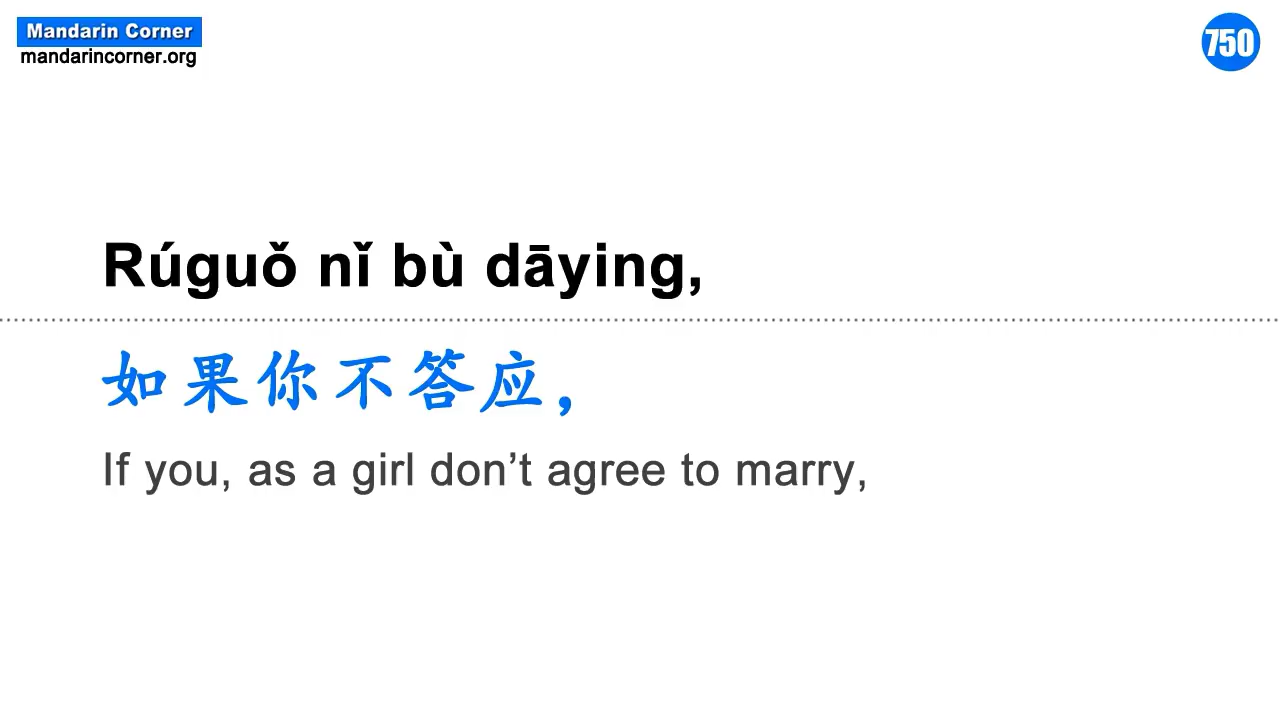 Mandarin Corner
mandarincorner.org
750
Rúguǒ nǐ bù dāying,
如果你不答应，
If you, as a girl don’t agree to marry,